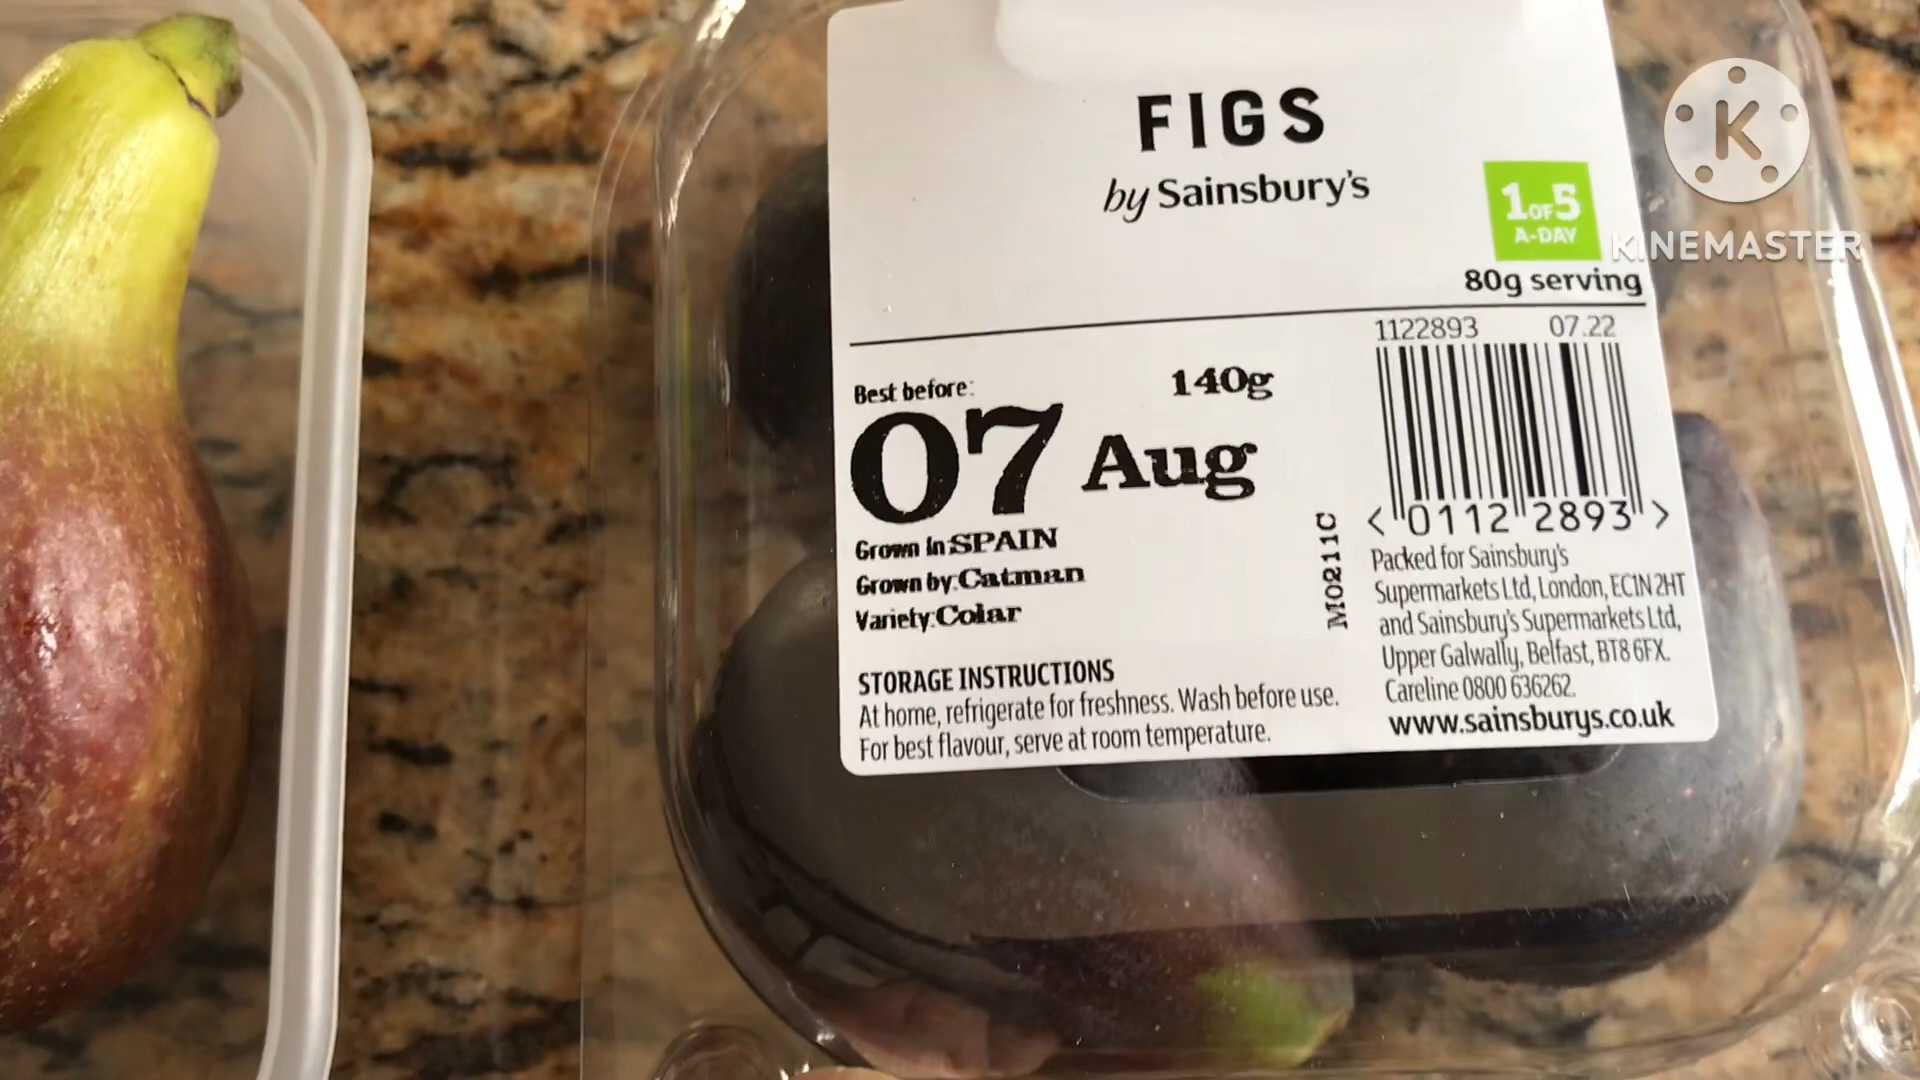 FIGS
by Sainsbury's
1 OF 5
A-DAY
80g serving
K
KINEMASTER
Best before:
07 Aug
140g
Grown in:SPAIN
Grown by:Catman
Variety:Colar
STORAGE INSTRUCTIONS
At home, refrigerate for freshness. Wash before use.
For best flavour, serve at room temperature.
M0211C
1122893 07.22
<0112 2893>
Packed for Sainsbury's
Supermarkets Ltd, London, EC1N 2HT
and Sainsbury's Supermarkets Ltd,
Upper Galwally, Belfast, BT8 6FX.
Careline 0800 636262.
www.sainsburys.co.uk